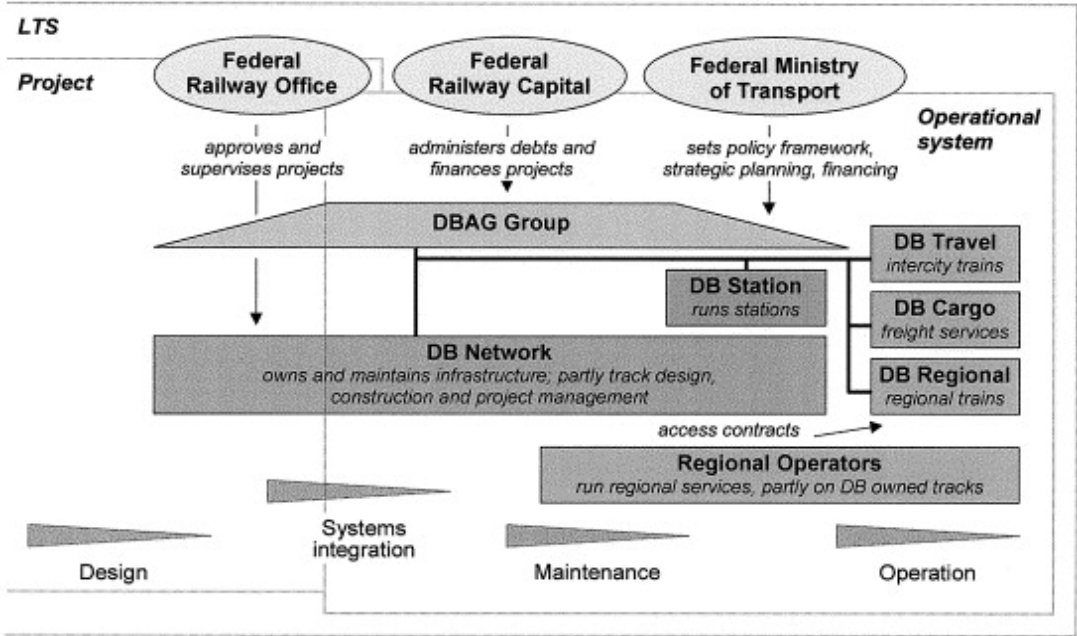 LTS
Project
Federal
Railway Office
Federal
Railway Capital
Federal Ministry
of Transport
Operational
system
approves and
supervises projects
administers debts and
finances projects
sets policy framework,
strategic planning, financing
DBAG Group
DB Travel
intercity trains
DB Station
runs stations
DB Cargo
freight services
DB Network
owns and maintains infrastructure; partly track design,
construction and project management
DB Regional
regional trains
access contracts
Regional Operators
run regional services, partly on DB owned tracks
Systems
integration
Design
Maintenance
Operation